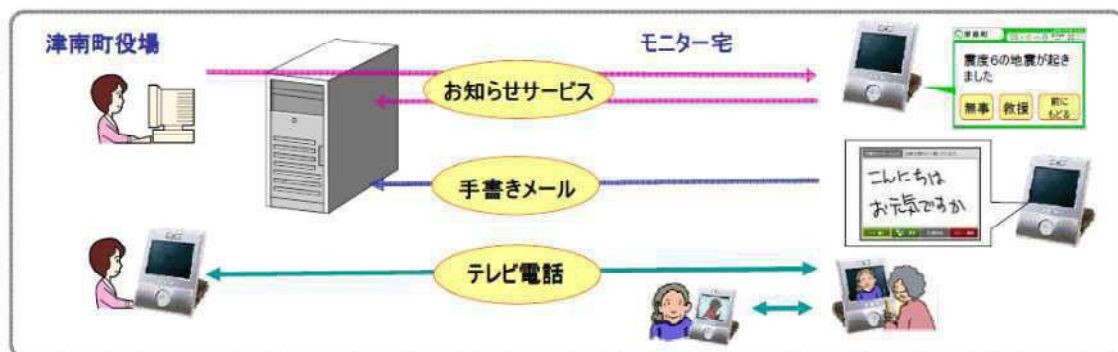 津南町役場
モニター宅
お知らせサービス
津南町
震度6の地震が起き
ました
無事
救援
前に
もどる
手書きメール
こんにちは
お元気ですか
テレビ電話